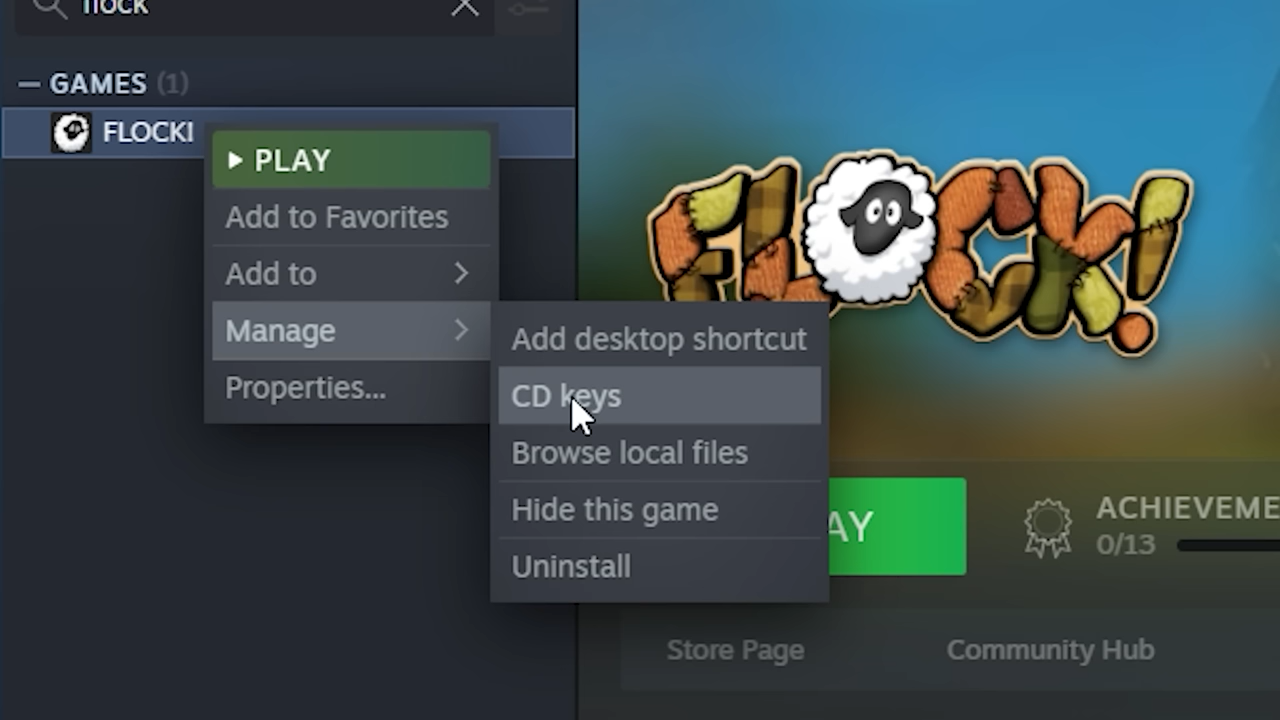 flock
— GAMES (1)
FLOCK!
PLAY
Add to Favorites
Add to
Manage
Properties...
Add desktop shortcut
CD keys
Browse local files
Hide this game
Uninstall
FLOCK!
AY
ACHIEVEME
0/13
Store Page
Community Hub